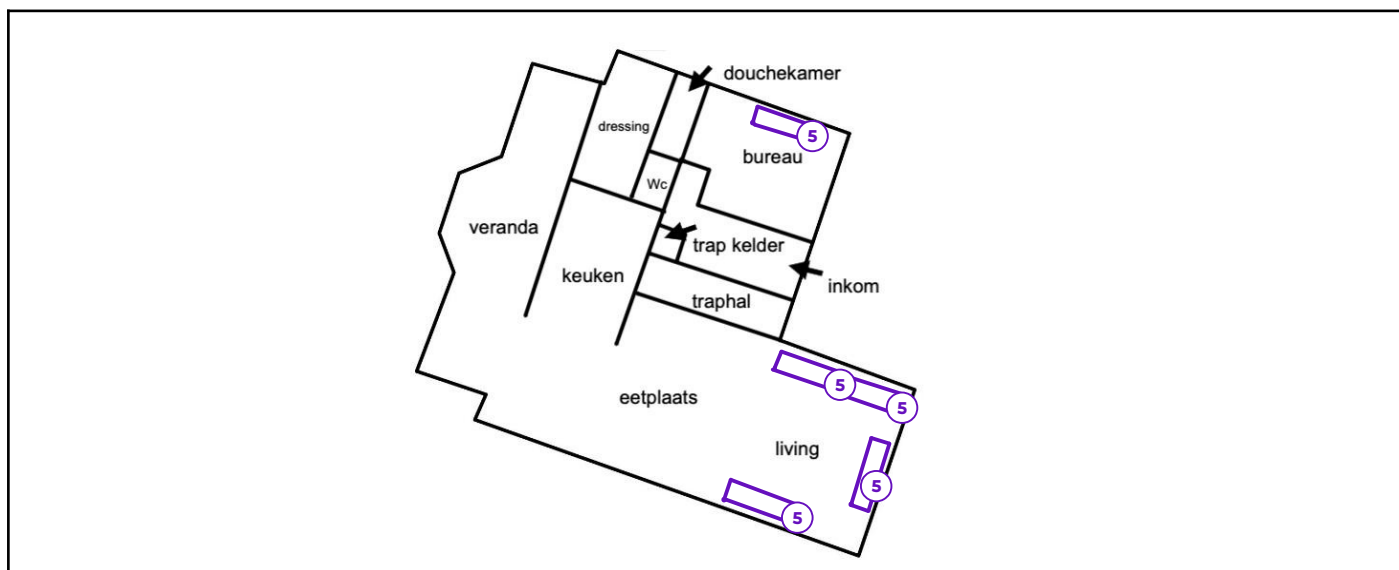 douchekamer
dressing
5
bureau
Wc
veranda
trap kelder
keuken
inkom
traphal
5
eetplaats
5
living
5
5